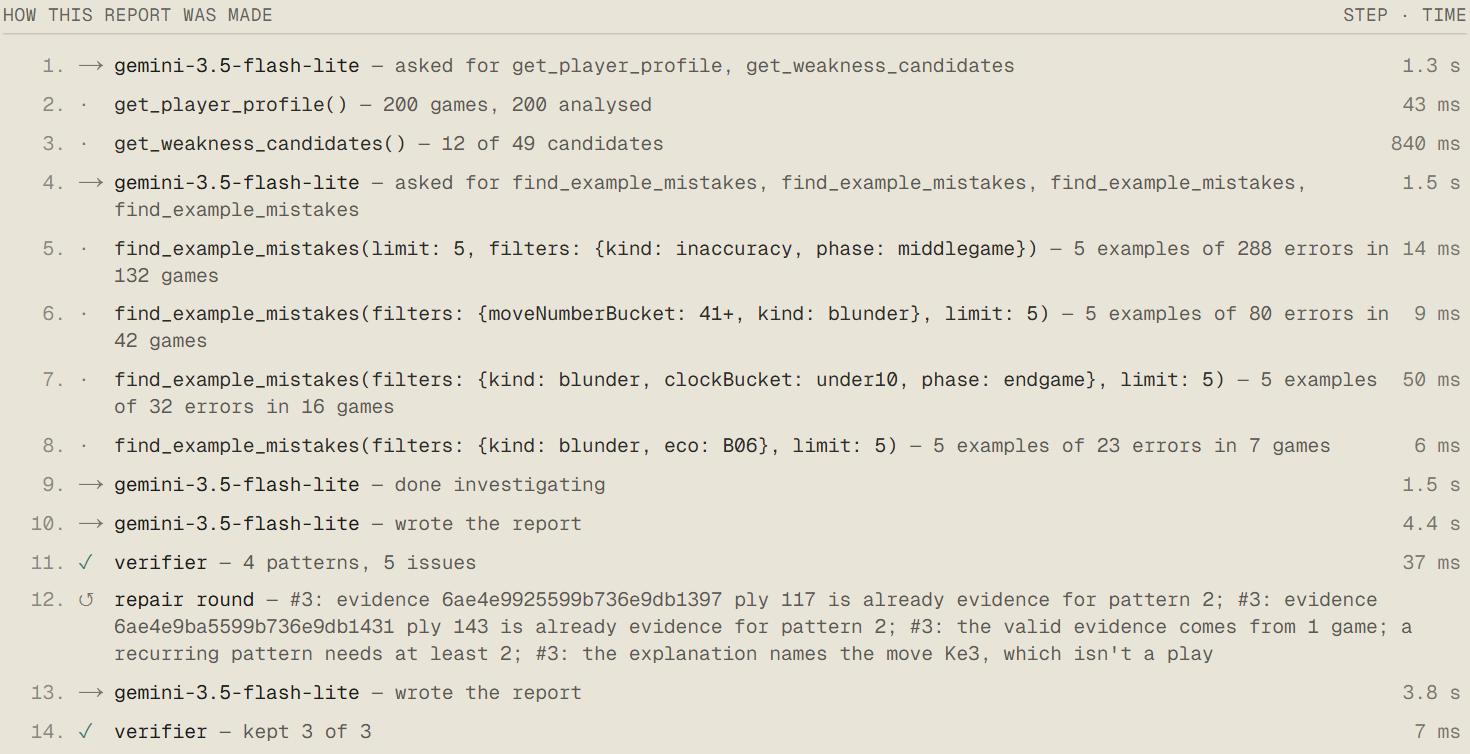 HOW THIS REPORT WAS MADE STEP · TIME
1. → gemini-3.5-flash-lite — asked for get_player_profile, get_weakness_candidates 1.3 s
2. · get_player_profile() — 200 games, 200 analysed 43 ms
3. · get_weakness_candidates() — 12 of 49 candidates 840 ms
4. → gemini-3.5-flash-lite — asked for find_example_mistakes, find_example_mistakes, find_example_mistakes, 1.5 s
find_example_mistakes
5. · find_example_mistakes(limit: 5, filters: {kind: inaccuracy, phase: middlegame}) — 5 examples of 288 errors in 14 ms
132 games
6. · find_example_mistakes(filters: {moveNumberBucket: 41+, kind: blunder}, limit: 5) — 5 examples of 80 errors in 9 ms
42 games
7. · find_example_mistakes(filters: {kind: blunder, clockBucket: under10, phase: endgame}, limit: 5) — 5 examples 50 ms
of 32 errors in 16 games
8. · find_example_mistakes(filters: {kind: blunder, eco: B06}, limit: 5) — 5 examples of 23 errors in 7 games 6 ms
9. → gemini-3.5-flash-lite — done investigating 1.5 s
10. → gemini-3.5-flash-lite — wrote the report 4.4 s
11. ✓ verifier — 4 patterns, 5 issues 37 ms
12. ↺ repair round — #3: evidence 6ae4e9925599b736e9db1397 ply 117 is already evidence for pattern 2; #3: evidence
6ae4e9ba5599b736e9db1431 ply 143 is already evidence for pattern 2; #3: the valid evidence comes from 1 game; a
recurring pattern needs at least 2; #3: the explanation names the move Ke3, which isn't a play
13. → gemini-3.5-flash-lite — wrote the report 3.8 s
14. ✓ verifier — kept 3 of 3 7 ms